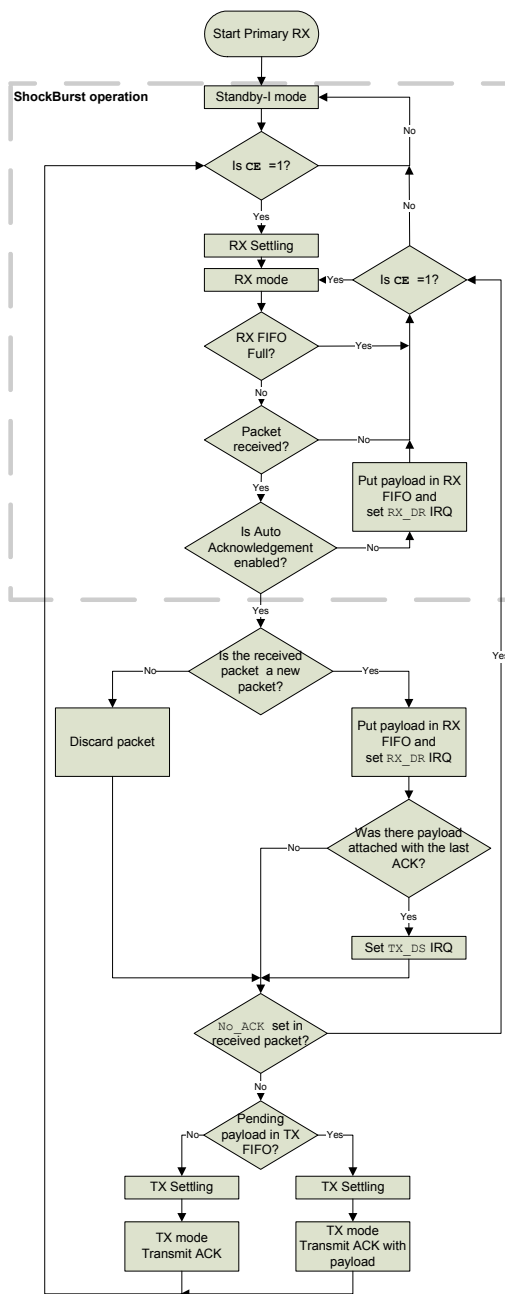 Start Primary RX
ShockBurst operation
Standby-I mode
No
Is CE =1?
No
Yes
RX Settling
RX mode
Yes
Is CE =1?
RX FIFO
Full?
Yes
No
Packet
received?
No
Put payload in RX
FIFO and
set RX_DR IRQ
Yes
Is Auto
Acknowledgement
enabled?
No
Yes
Is the received
packet a new
packet?
No
Yes
Yes
Discard packet
Put payload in RX
FIFO and
set RX_DR IRQ
Was there payload
attached with the last
ACK?
No
Yes
Set TX_DS IRQ
No_ACK set in
received packet?
No
Pending
payload in TX
FIFO?
No
Yes
TX Settling
TX Settling
TX mode
Transmit ACK
TX mode
Transmit ACK with
payload